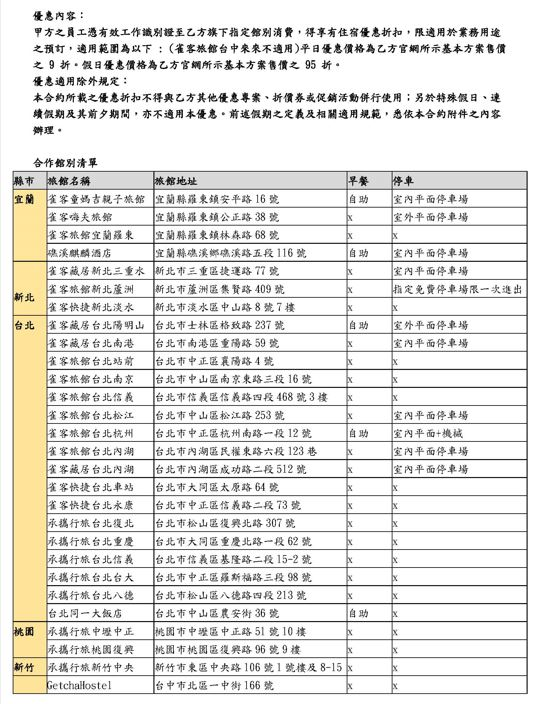 優惠內容：
甲方之員工憑有效工作識別證至乙方旗下指定館別消費，得享有住宿優惠折扣，限適用於業務用途
之預訂，適用範圍為以下：(雀客旅館台中來來不適用)平日優惠價格為乙方官網所示基本方案售價
之 9 折。假日優惠價格為乙方官網所示基本方案售價之 95 折。
優惠適用除外規定：
本合約所載之優惠折扣不得與乙方其他優惠專案、折價券或促銷活動併行使用；另於特殊假日、連
續假期及其前夕期間，亦不適用本優惠。前述假期之定義及相關適用規範，悉依本合約附件之內容
辦理。
合作館別清單
縣市 旅館名稱 旅館地址 早餐 停車
宜蘭 雀客童媽吉親子旅館 宜蘭縣羅東鎮安平路 16 號 自助 室內平面停車場
雀客嗨夫旅館 宜蘭縣羅東鎮公正路 38 號 x 室外平面停車場
雀客旅館宜蘭羅東 宜蘭縣羅東鎮林森路 68 號 x x
礁溪麒麟酒店 宜蘭縣礁溪鄉礁溪路五段 116 號 自助 室內平面停車場
新北 雀客藏居新北三重水 新北市三重區捷運路 77 號 x 室內平面停車場
雀客旅館新北蘆洲 新北市蘆洲區集賢路 409 號 x 指定免費停車場限一次進出
雀客快捷新北淡水 新北市淡水區中山路 8 號 7 樓 x x
台北 雀客藏居台北陽明山 台北市士林區格致路 237 號 自助 室外平面停車場
雀客藏居台北南港 台北市南港區重陽路 59 號 x 室內平面停車場
雀客旅館台北站前 台北市中正區襄陽路 4 號 x x
雀客旅館台北南京 台北市中山區南京東路三段 16 號 x x
雀客旅館台北信義 台北市信義區信義路四段 468 號 3 樓 x x
雀客旅館台北松江 台北市中山區松江路 253 號 x 室內平面停車場
雀客旅館台北杭州 台北市中正區杭州南路一段 12 號 自助 室內平面+機械
雀客旅館台北內湖 台北市內湖區民權東路六段 123 巷 x 室內平面停車場
雀客藏居台北內湖 台北市內湖區成功路二段 512 號 x 室內平面停車場
雀客快捷台北車站 台北市大同區太原路 64 號 x x
雀客快捷台北永康 台北市中正區信義路二段 73 號 x x
承攜行旅台北復北 台北市松山區復興北路 307 號 x x
承攜行旅台北重慶 台北市大同區重慶北路一段 62 號 x x
承攜行旅台北信義 台北市信義區基隆路二段 15-2 號 x x
承攜行旅台北台大 台北市中正區羅斯福路三段 98 號 x x
承攜行旅台北八德 台北市松山區八德路四段 213 號 x x
台北同一大飯店 台北市中山區農安街 36 號 自助 x
桃園 承攜行旅中壢中正 桃園市中壢區中正路 51 號 10 樓 x x
承攜行旅桃園復興 桃園市桃園區復興路 96 號 9 樓 x x
新竹 承攜行旅新竹中央 新竹市東區中央路 106 號 1 號樓及 8-15 x x
GetchaHostel 台中市北區一中街 166 號 x x